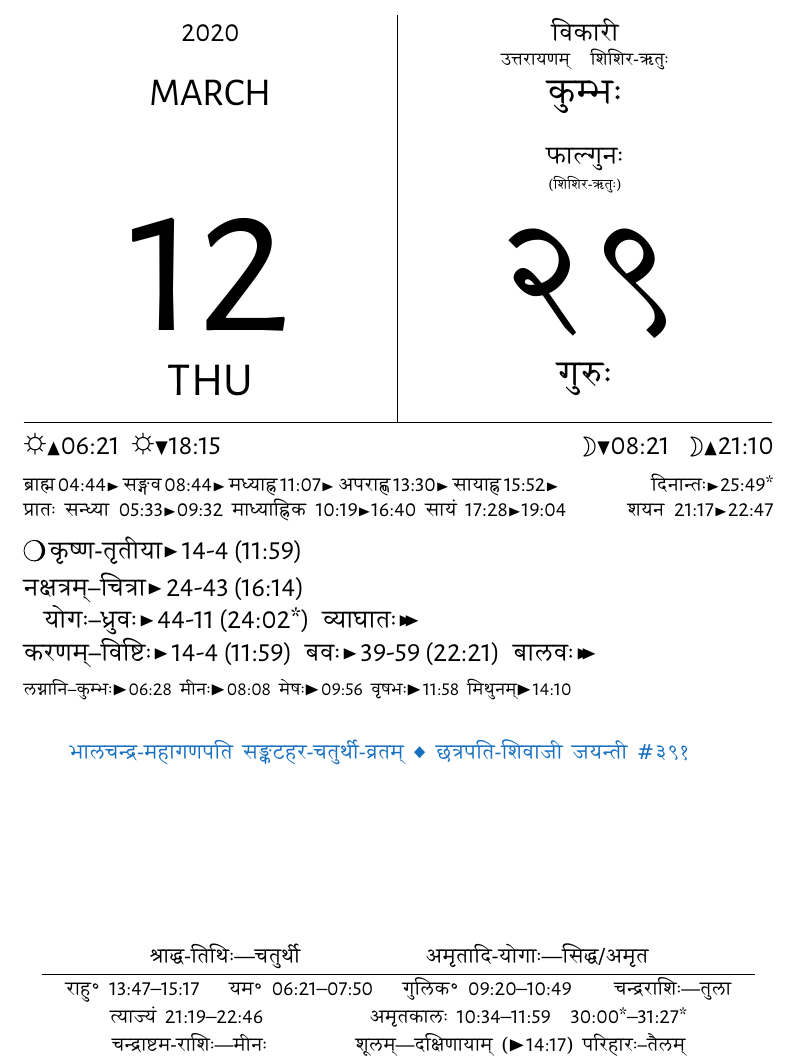 2020
MARCH
12
THU
विकारी
उत्तरायणम् शिशिर-ऋतुः
कुम्भः
फाल्गुनः
(शिशिर-ऋतुः)
२९
गुरुः
☼▲06:21 ☼▼18:15 ☽▼08:21 ☽▲21:10
ब्राह्म 04:44► सङ्गव 08:44► मध्याह्न 11:07► अपराह्ण 13:30► सायाह्न 15:52► दिनान्तः►25:49*
प्रातः सन्ध्या 05:33►09:32 माध्याह्निक 10:19►16:40 सायं 17:28►19:04 शयन 21:17►22:47
❍कृष्ण-तृतीया►14-4 (11:59)
नक्षत्रम्–चित्रा►24-43 (16:14)
योगः–ध्रुवः►44-11 (24:02*) व्याघातः►►
करणम्–विष्टिः►14-4 (11:59) बवः►39-59 (22:21) बालवः►►
लग्नानि–कुम्भः►06:28 मीनः►08:08 मेषः►09:56 वृषभः►11:58 मिथुनम्►14:10
भालचन्द्र-महागणपति सङ्कटहर-चतुर्थी-व्रतम् ◆ छत्रपति-शिवाजी जयन्ती #३९१
श्राद्ध-तिथिः—चतुर्थी अमृतादि-योगाः—सिद्ध/अमृत
राहु° 13:47–15:17 यम° 06:21–07:50 गुलिक° 09:20–10:49 चन्द्रराशिः—तुला
त्याज्यं 21:19–22:46 अमृतकालः 10:34–11:59 30:00*–31:27*
चन्द्राष्टम-राशिः—मीनः शूलम्—दक्षिणायाम् (►14:17) परिहारः–तैलम्